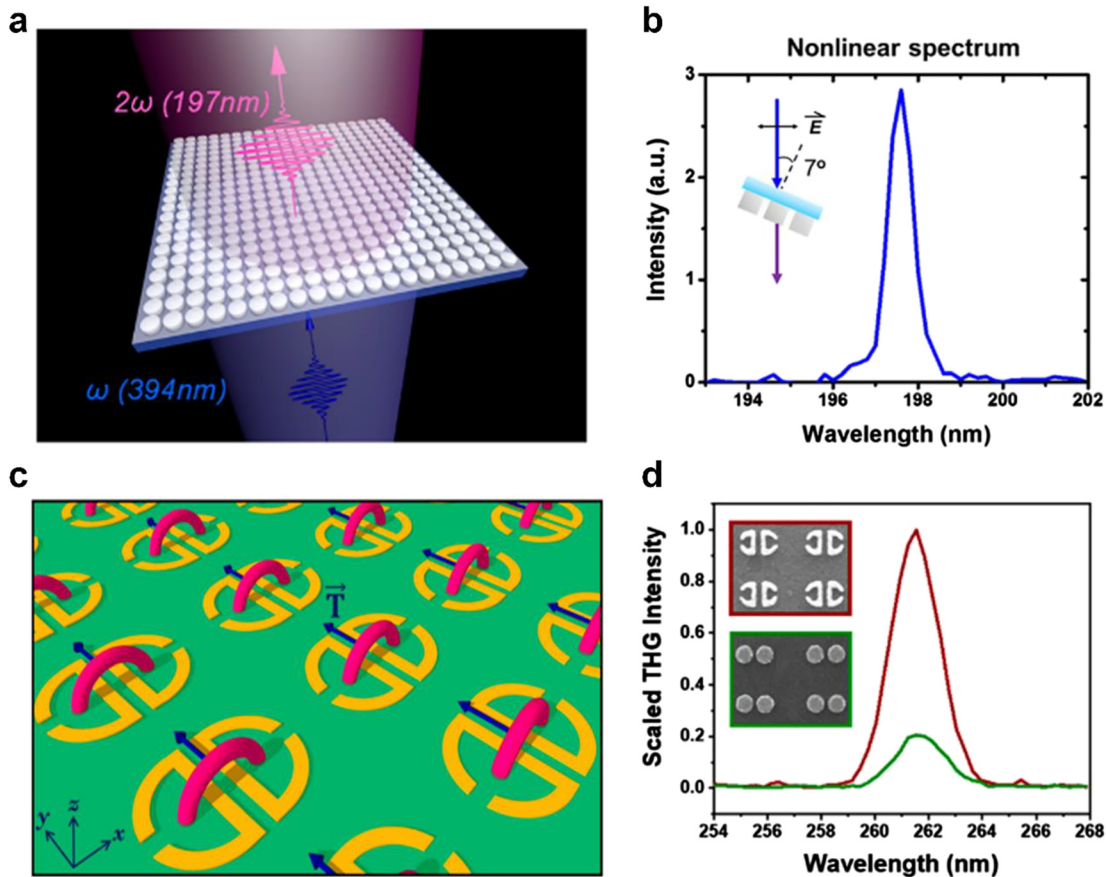 a
2ω (197nm)
ω (394nm)
b
Nonlinear spectrum
Intensity (a.u.)
3
2
1
0
E
7º
194 196 198 200 202
Wavelength (nm)
c
T
z
y
x
d
Scaled THG Intensity
1.0
0.8
0.6
0.4
0.2
0.0
254 256 258 260 262 264 266 268
Wavelength (nm)